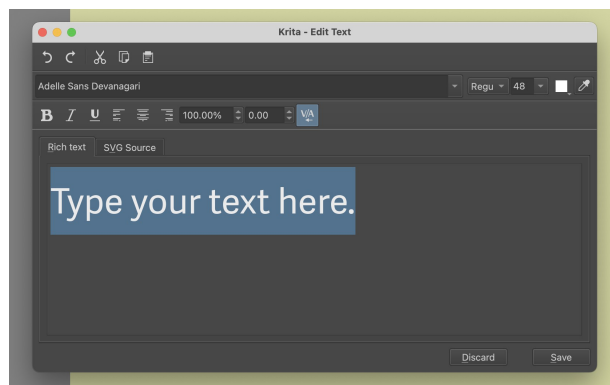 Krita - Edit Text
Adelle Sans Devanagari Regu 48
B I U 100.00% 0.00 V/A
Rich text SVG Source
Type your text here.
Discard Save